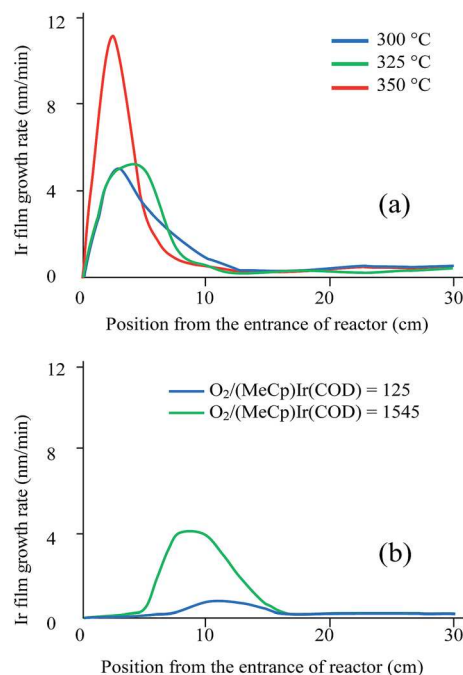 12
8
4
0
Ir film growth rate (nm/min)
300 °C
325 °C
350 °C
(a)
0
10
20
30
Position from the entrance of reactor (cm)
12
8
4
0
Ir film growth rate (nm/min)
O₂/(MeCp)Ir(COD) = 125
O₂/(MeCp)Ir(COD) = 1545
(b)
0
10
20
30
Position from the entrance of reactor (cm)